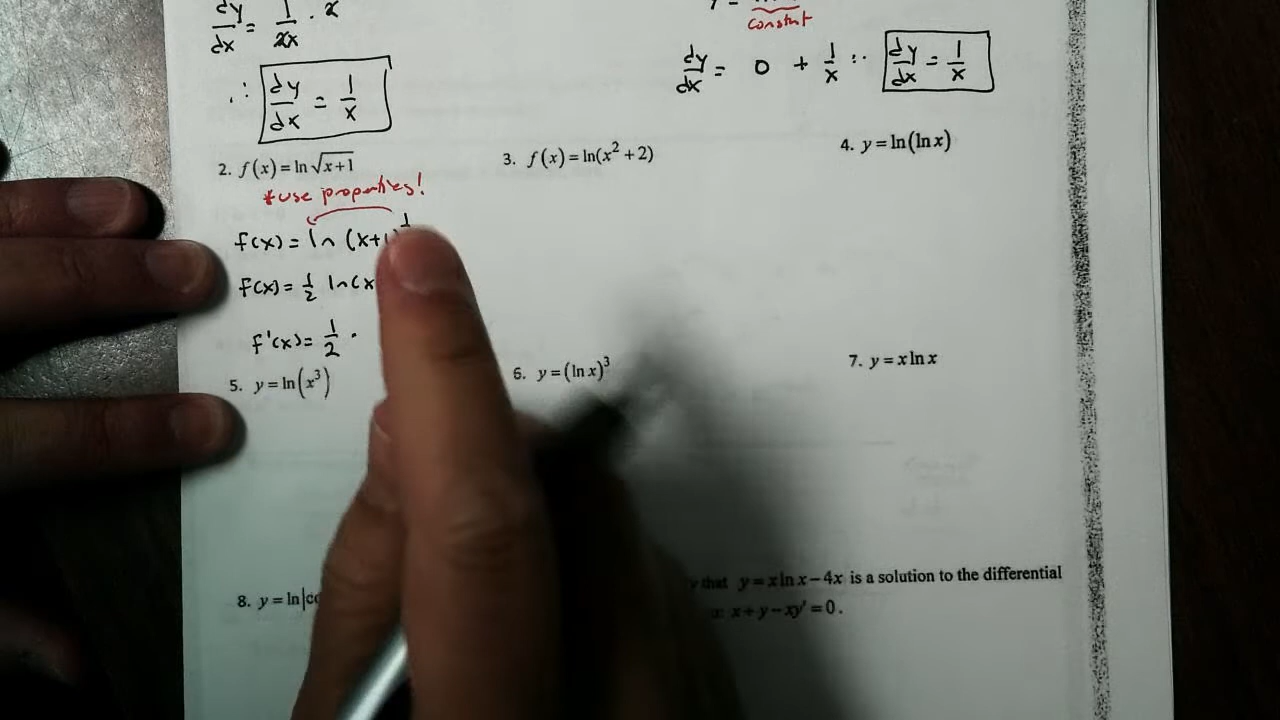 dy/dx = 1/2x · 2
constant
∴ dy/dx = 1/x
dy/dx = 0 + 1/x ∴ dy/dx = 1/x
2. f(x) = ln √x+1
3. f(x) = ln(x² + 2)
4. y = ln(ln x)
*use properties!
f(x) = ln (x+1
f(x) = 1/2 ln(x
f'(x) = 1/2 ·
5. y = ln(x³)
6. y = (ln x)³
7. y = x ln x
8. y = ln|
that y = x ln x − 4x is a solution to the differential
x + y − xy' = 0.